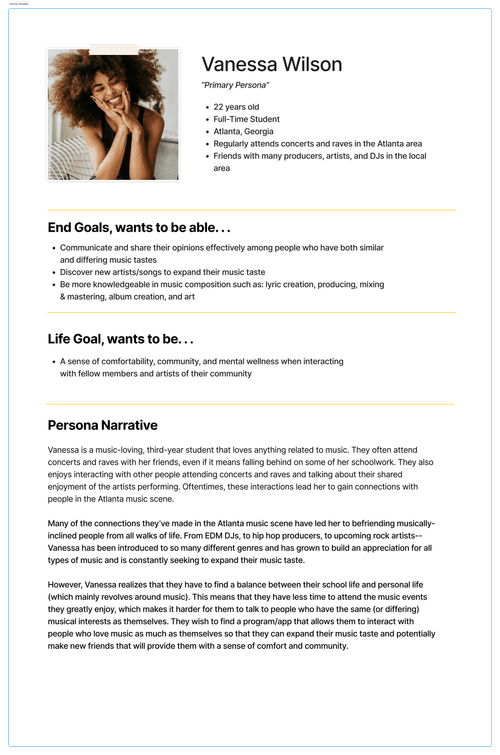 Persona Template
Vanessa Wilson
"Primary Persona"
• 22 years old
• Full-Time Student
• Atlanta, Georgia
• Regularly attends concerts and raves in the Atlanta area
• Friends with many producers, artists, and DJs in the local
area
End Goals, wants to be able. . .
• Communicate and share their opinions effectively among people who have both similar
and differing music tastes
• Discover new artists/songs to expand their music taste
• Be more knowledgeable in music composition such as: lyric creation, producing, mixing
& mastering, album creation, and art
Life Goal, wants to be. . .
• A sense of comfortability, community, and mental wellness when interacting
with fellow members and artists of their community
Persona Narrative
Vanessa is a music-loving, third-year student that loves anything related to music. They often attend
concerts and raves with her friends, even if it means falling behind on some of her schoolwork. They also
enjoys interacting with other people attending concerts and raves and talking about their shared
enjoyment of the artists performing. Oftentimes, these interactions lead her to gain connections with
people in the Atlanta music scene.
Many of the connections they've made in the Atlanta music scene have led her to befriending musically-
inclined people from all walks of life. From EDM DJs, to hip hop producers, to upcoming rock artists--
Vanessa has been introduced to so many different genres and has grown to build an appreciation for all
types of music and is constantly seeking to expand their music taste.
However, Vanessa realizes that they have to find a balance between their school life and personal life
(which mainly revolves around music). This means that they have less time to attend the music events
they greatly enjoy, which makes it harder for them to talk to people who have the same (or differing)
musical interests as themselves. They wish to find a program/app that allows them to interact with
people who love music as much as themselves so that they can expand their music taste and potentially
make new friends that will provide them with a sense of comfort and community.